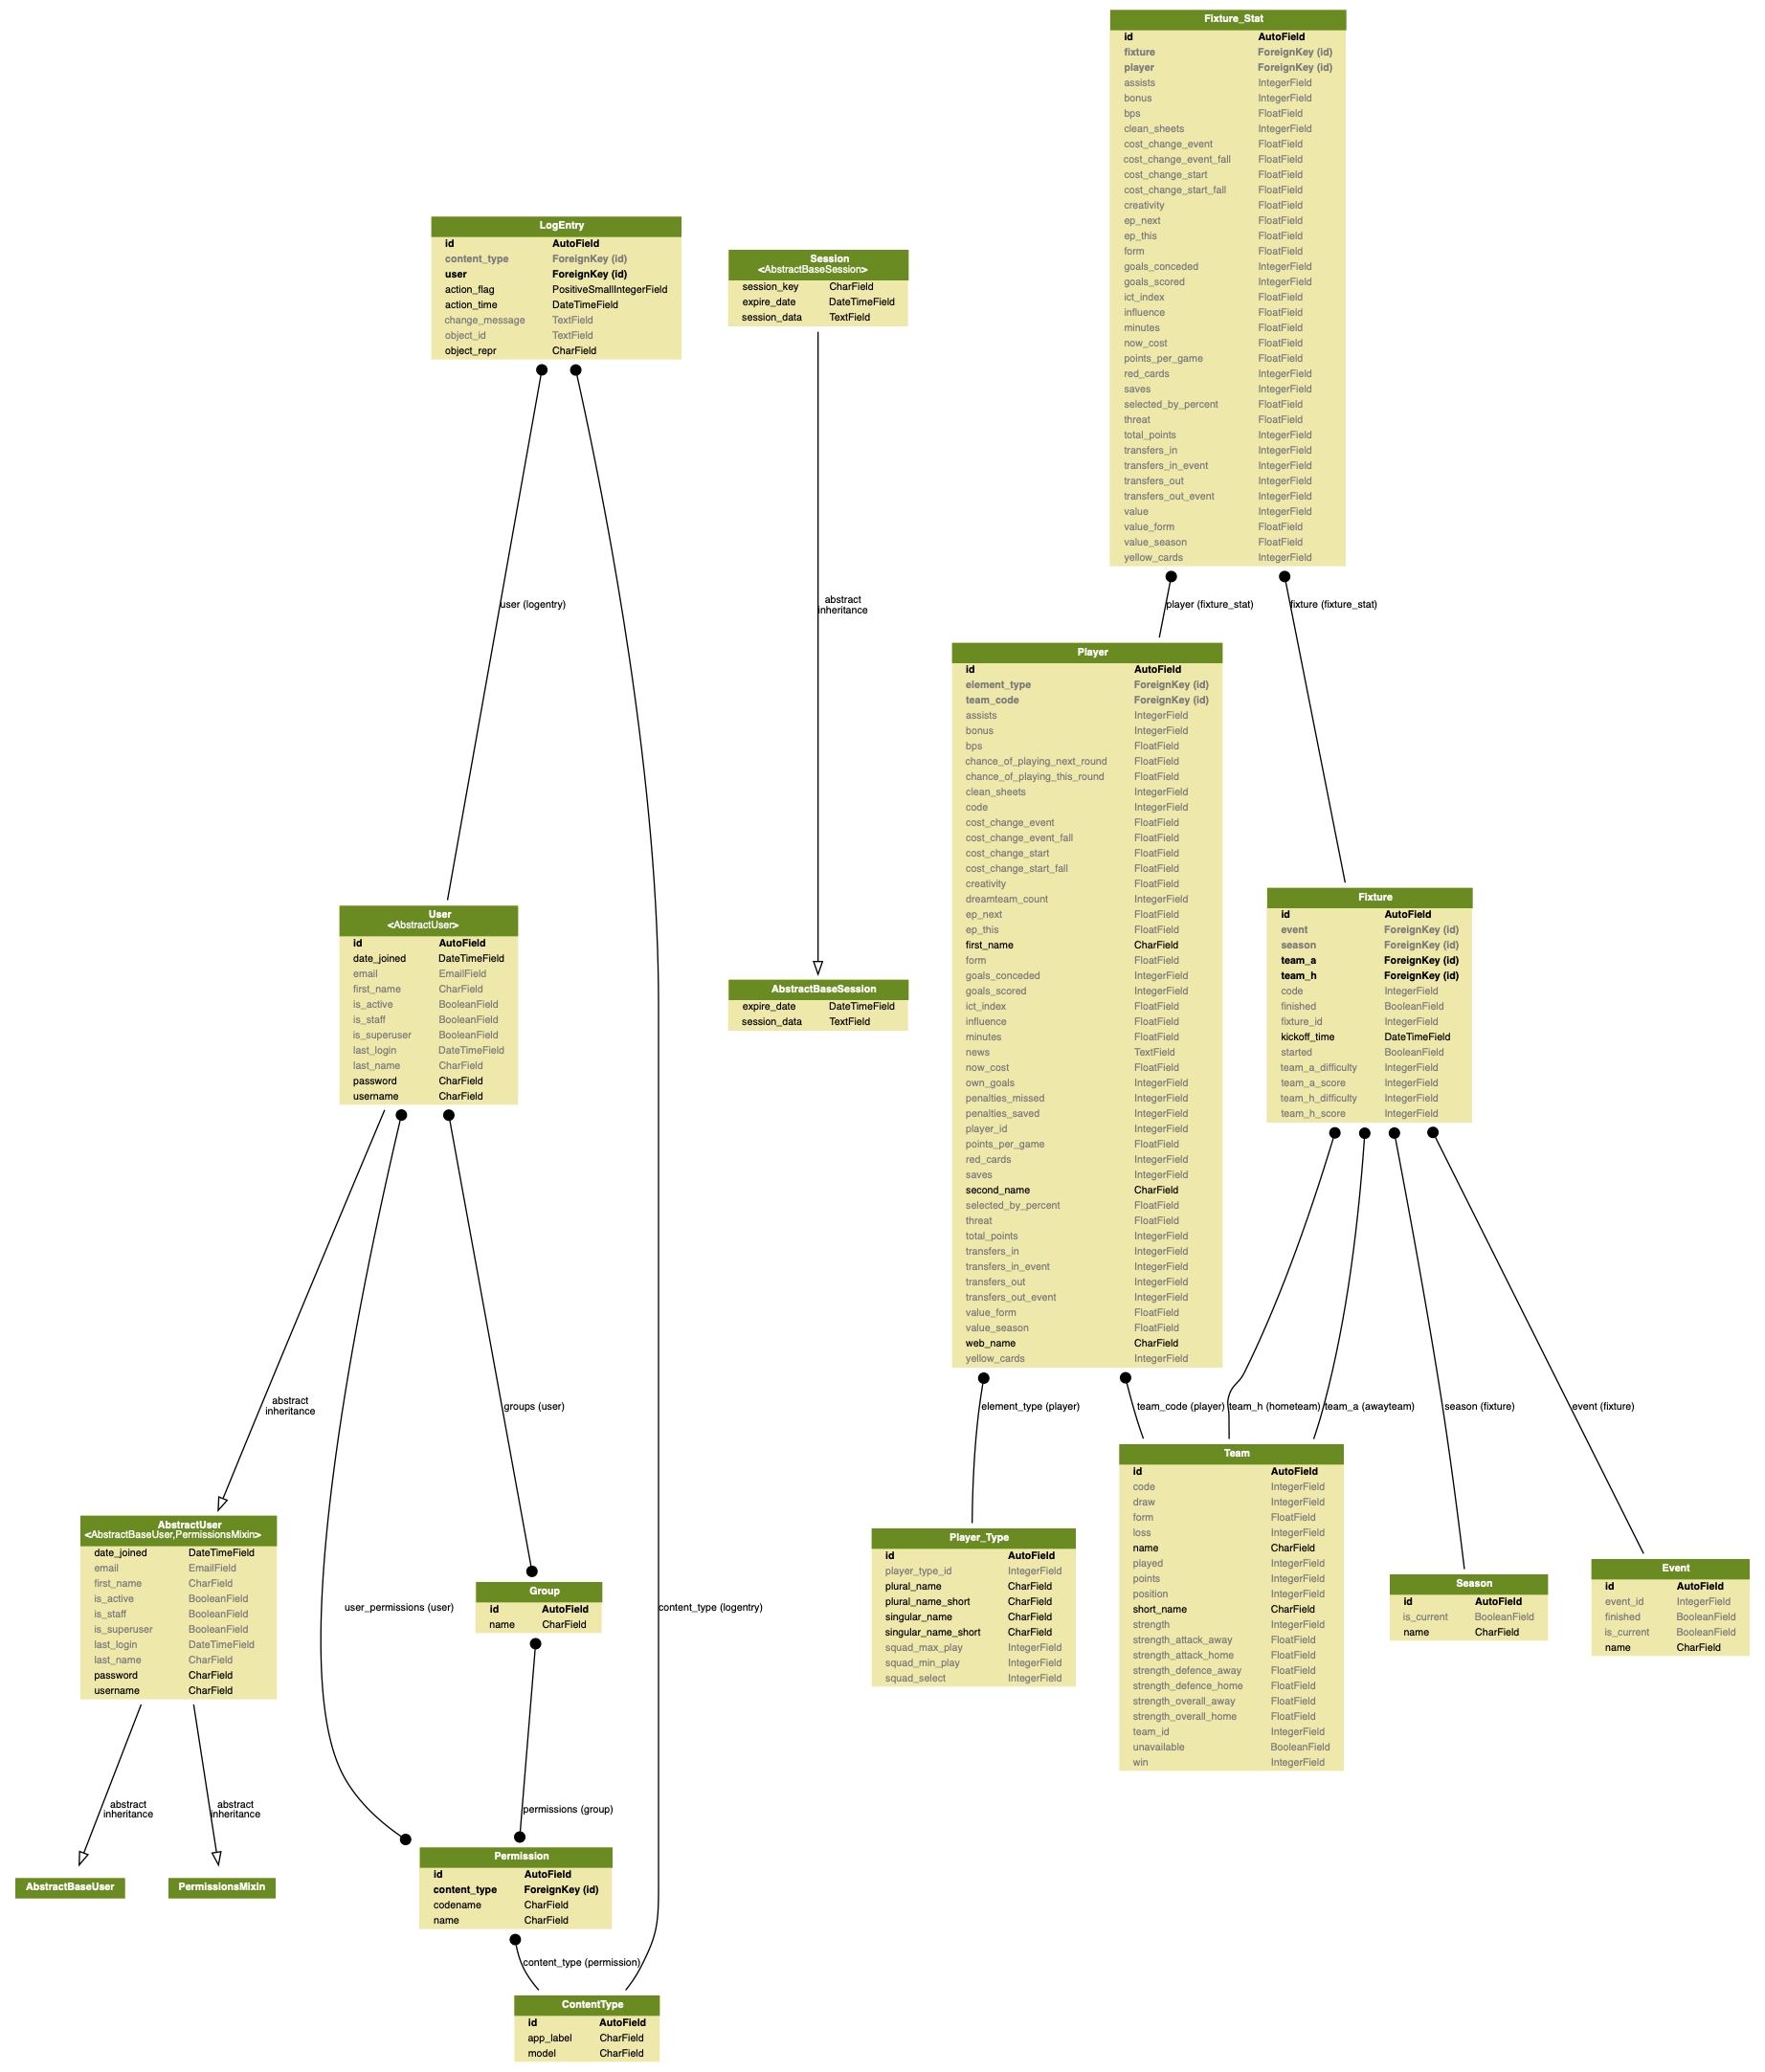 Fixture_Stat
id AutoField
fixture ForeignKey (id)
player ForeignKey (id)
assists IntegerField
bonus IntegerField
bps FloatField
clean_sheets IntegerField
cost_change_event FloatField
cost_change_event_fall FloatField
cost_change_start FloatField
cost_change_start_fall FloatField
creativity FloatField
ep_next FloatField
ep_this FloatField
form FloatField
goals_conceded IntegerField
goals_scored IntegerField
ict_index FloatField
influence FloatField
minutes FloatField
now_cost FloatField
points_per_game FloatField
red_cards IntegerField
saves IntegerField
selected_by_percent FloatField
threat FloatField
total_points IntegerField
transfers_in IntegerField
transfers_in_event IntegerField
transfers_out IntegerField
transfers_out_event IntegerField
value IntegerField
value_form FloatField
value_season FloatField
yellow_cards IntegerField
LogEntry
id AutoField
content_type ForeignKey (id)
user ForeignKey (id)
action_flag PositiveSmallIntegerField
action_time DateTimeField
change_message TextField
object_id TextField
object_repr CharField
Session
<AbstractBaseSession>
session_key CharField
expire_date DateTimeField
session_data TextField
user (logentry)
abstract
inheritance
player (fixture_stat)
fixture (fixture_stat)
Player
id AutoField
element_type ForeignKey (id)
team_code ForeignKey (id)
assists IntegerField
bonus IntegerField
bps FloatField
chance_of_playing_next_round FloatField
chance_of_playing_this_round FloatField
clean_sheets IntegerField
code IntegerField
cost_change_event FloatField
cost_change_event_fall FloatField
cost_change_start FloatField
cost_change_start_fall FloatField
creativity FloatField
dreamteam_count IntegerField
ep_next FloatField
ep_this FloatField
first_name CharField
form FloatField
goals_conceded IntegerField
goals_scored IntegerField
ict_index FloatField
influence FloatField
minutes FloatField
news TextField
now_cost FloatField
own_goals IntegerField
penalties_missed IntegerField
penalties_saved IntegerField
player_id IntegerField
points_per_game FloatField
red_cards IntegerField
saves IntegerField
second_name CharField
selected_by_percent FloatField
threat FloatField
total_points IntegerField
transfers_in IntegerField
transfers_in_event IntegerField
transfers_out IntegerField
transfers_out_event IntegerField
value_form FloatField
value_season FloatField
web_name CharField
yellow_cards IntegerField
User
<AbstractUser>
id AutoField
date_joined DateTimeField
email EmailField
first_name CharField
is_active BooleanField
is_staff BooleanField
is_superuser BooleanField
last_login DateTimeField
last_name CharField
password CharField
username CharField
AbstractBaseSession
expire_date DateTimeField
session_data TextField
Fixture
id AutoField
event ForeignKey (id)
season ForeignKey (id)
team_a ForeignKey (id)
team_h ForeignKey (id)
code IntegerField
finished BooleanField
fixture_id IntegerField
kickoff_time DateTimeField
started BooleanField
team_a_difficulty IntegerField
team_a_score IntegerField
team_h_difficulty IntegerField
team_h_score IntegerField
abstract
inheritance
groups (user)
element_type (player)
team_code (player)
team_h (hometeam)
team_a (awayteam)
season (fixture)
event (fixture)
AbstractUser
<AbstractBaseUser,PermissionsMixin>
date_joined DateTimeField
email EmailField
first_name CharField
is_active BooleanField
is_staff BooleanField
is_superuser BooleanField
last_login DateTimeField
last_name CharField
password CharField
username CharField
user_permissions (user)
Group
id AutoField
name CharField
content_type (logentry)
Player_Type
id AutoField
player_type_id IntegerField
plural_name CharField
plural_name_short CharField
singular_name CharField
singular_name_short CharField
squad_max_play IntegerField
squad_min_play IntegerField
squad_select IntegerField
Team
id AutoField
code IntegerField
draw IntegerField
form FloatField
loss IntegerField
name CharField
played IntegerField
points IntegerField
position IntegerField
short_name CharField
strength IntegerField
strength_attack_away FloatField
strength_attack_home FloatField
strength_defence_away FloatField
strength_defence_home FloatField
strength_overall_away FloatField
strength_overall_home FloatField
team_id IntegerField
unavailable BooleanField
win IntegerField
Season
id AutoField
is_current BooleanField
name CharField
Event
id AutoField
event_id IntegerField
finished BooleanField
is_current BooleanField
name CharField
abstract
inheritance
abstract
inheritance
permissions (group)
AbstractBaseUser
PermissionsMixin
Permission
id AutoField
content_type ForeignKey (id)
codename CharField
name CharField
content_type (permission)
ContentType
id AutoField
app_label CharField
model CharField